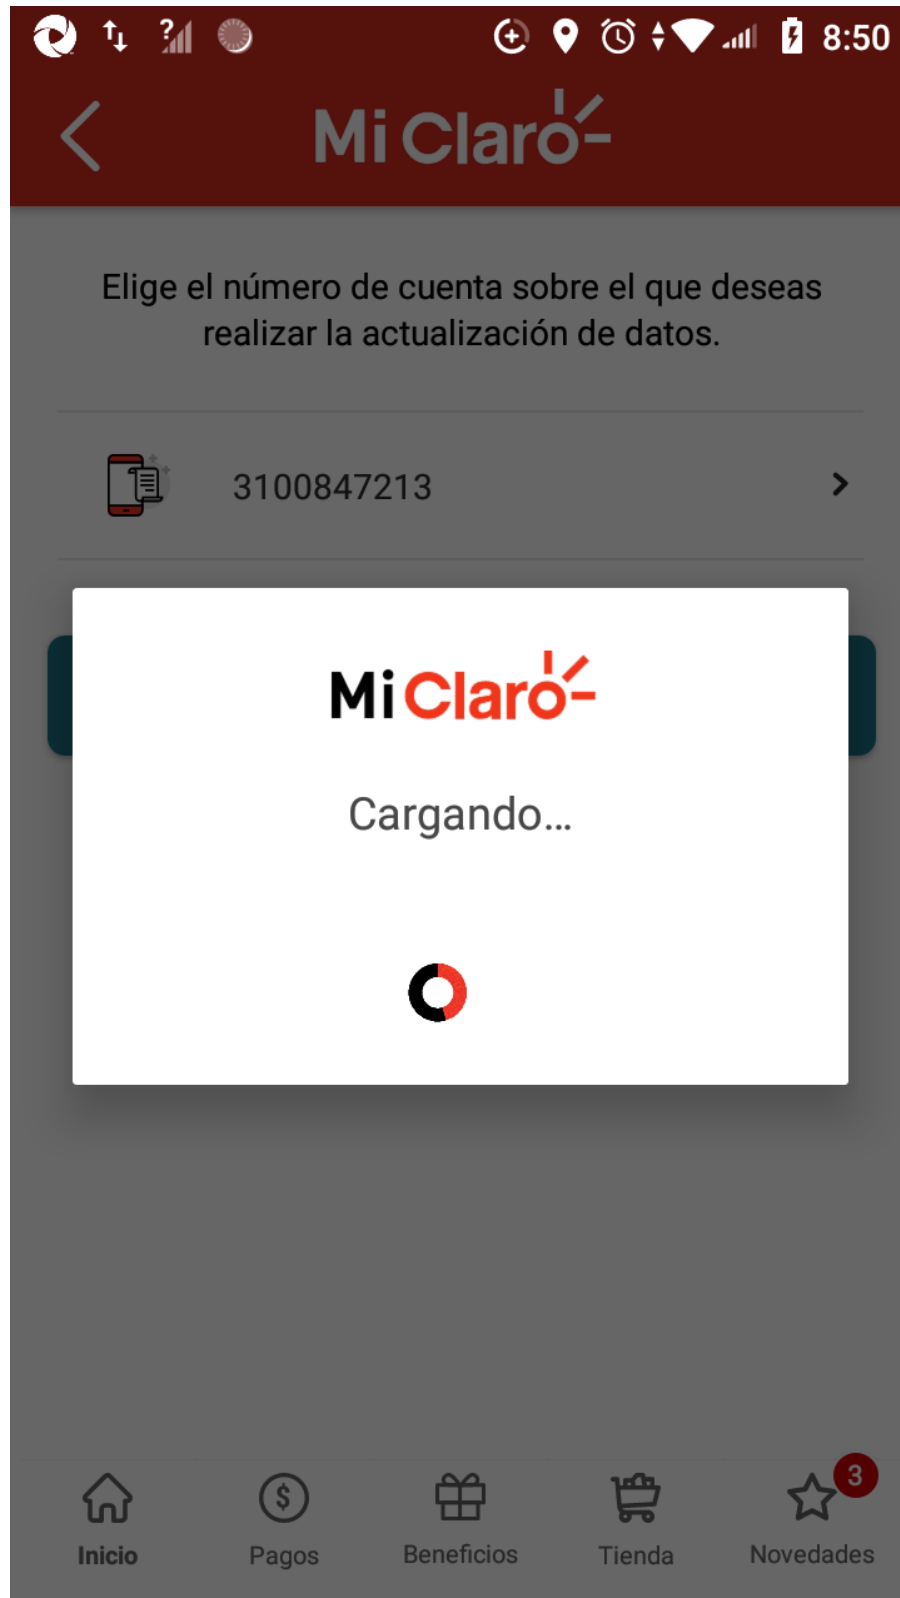 8:50
Mi Claro
Elige el número de cuenta sobre el que deseas
realizar la actualización de datos.
3100847213
Mi Claro
Cargando...
3
Inicio
Pagos
Beneficios
Tienda
Novedades